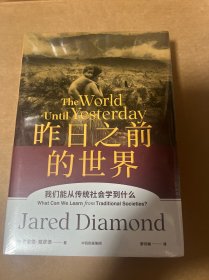 The World
Until Yesterday
昨日之前
的世界
我们能从传统社会学到什么
What Can We Learn from Traditional Societies?
Jared Diamond